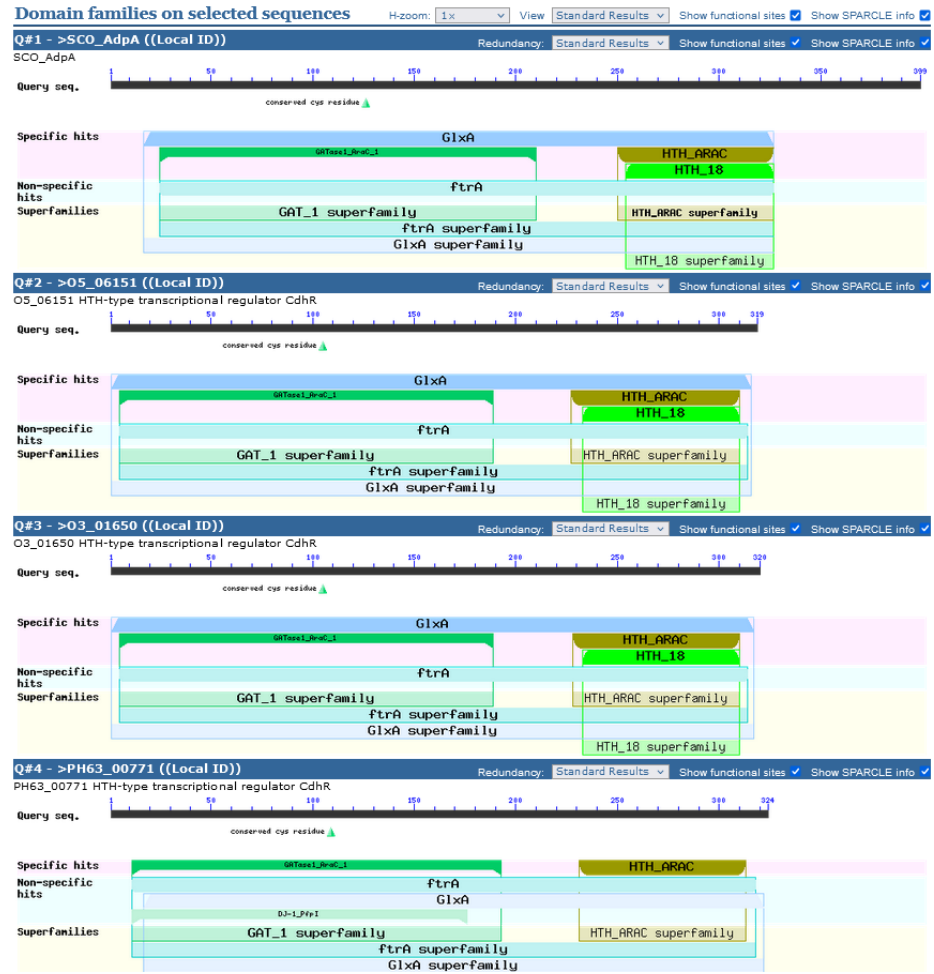 Domain families on selected sequences H-zoom: 1x View Standard Results Show functional sites Show SPARCLE info
Q#1 - >SCO_AdpA ((Local ID)) Redundancy: Standard Results Show functional sites Show SPARCLE info
SCO_AdpA
1 50 100 150 200 250 300 350 399
Query seq.
conserved cys residue
Specific hits GlxA
GATase1_AraC_1 HTH_ARAC
HTH_18
Non-specific hits ftrA
Superfamilies GAT_1 superfamily HTH_ARAC superfamily
ftrA superfamily
GlxA superfamily
HTH_18 superfamily
Q#2 - >O5_06151 ((Local ID)) Redundancy: Standard Results Show functional sites Show SPARCLE info
O5_06151 HTH-type transcriptional regulator CdhR
1 50 100 150 200 250 300 319
Query seq.
conserved cys residue
Specific hits GlxA
GATase1_AraC_1 HTH_ARAC
HTH_18
Non-specific hits ftrA
Superfamilies GAT_1 superfamily HTH_ARAC superfamily
ftrA superfamily
GlxA superfamily
HTH_18 superfamily
Q#3 - >O3_01650 ((Local ID)) Redundancy: Standard Results Show functional sites Show SPARCLE info
O3_01650 HTH-type transcriptional regulator CdhR
1 50 100 150 200 250 300 320
Query seq.
conserved cys residue
Specific hits GlxA
GATase1_AraC_1 HTH_ARAC
HTH_18
Non-specific hits ftrA
Superfamilies GAT_1 superfamily HTH_ARAC superfamily
ftrA superfamily
GlxA superfamily
HTH_18 superfamily
Q#4 - >PH63_00771 ((Local ID)) Redundancy: Standard Results Show functional sites Show SPARCLE info
PH63_00771 HTH-type transcriptional regulator CdhR
1 50 100 150 200 250 300 324
Query seq.
conserved cys residue
Specific hits GATase1_AraC_1 HTH_ARAC
Non-specific hits ftrA
GlxA
DJ-1_PfpI
Superfamilies GAT_1 superfamily HTH_ARAC superfamily
ftrA superfamily
GlxA superfamily